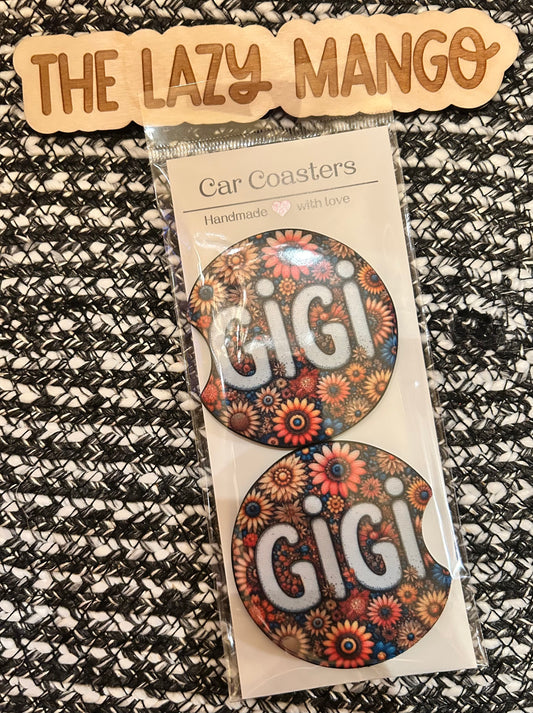 THE LAZY MANGO
Car Coasters
Handmade with love
GiGi
GiGi